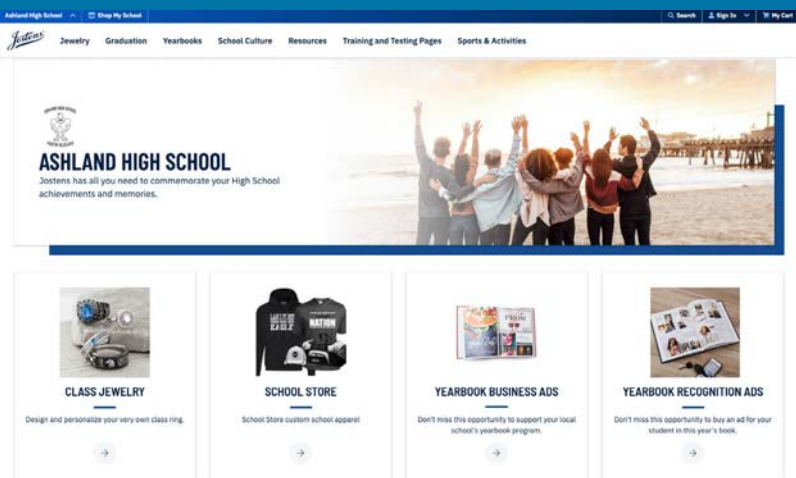 Ashland High School
Shop My School
Search
Sign In
My Cart
Jostens
Jewelry
Graduation
Yearbooks
School Culture
Resources
Training and Testing Pages
Sports & Activities
ASHLAND HIGH SCHOOL
Jostens has all you need to commemorate your High School
achievements and memories.
NATION
EAGLE
PROM
CLASS JEWELRY
Design and personalize your very own class ring.
SCHOOL STORE
School Store custom school apparel
YEARBOOK BUSINESS ADS
Don't miss this opportunity to support your local
school's yearbook program.
YEARBOOK RECOGNITION ADS
Don't miss this opportunity to buy an ad for your
student in this year's book.